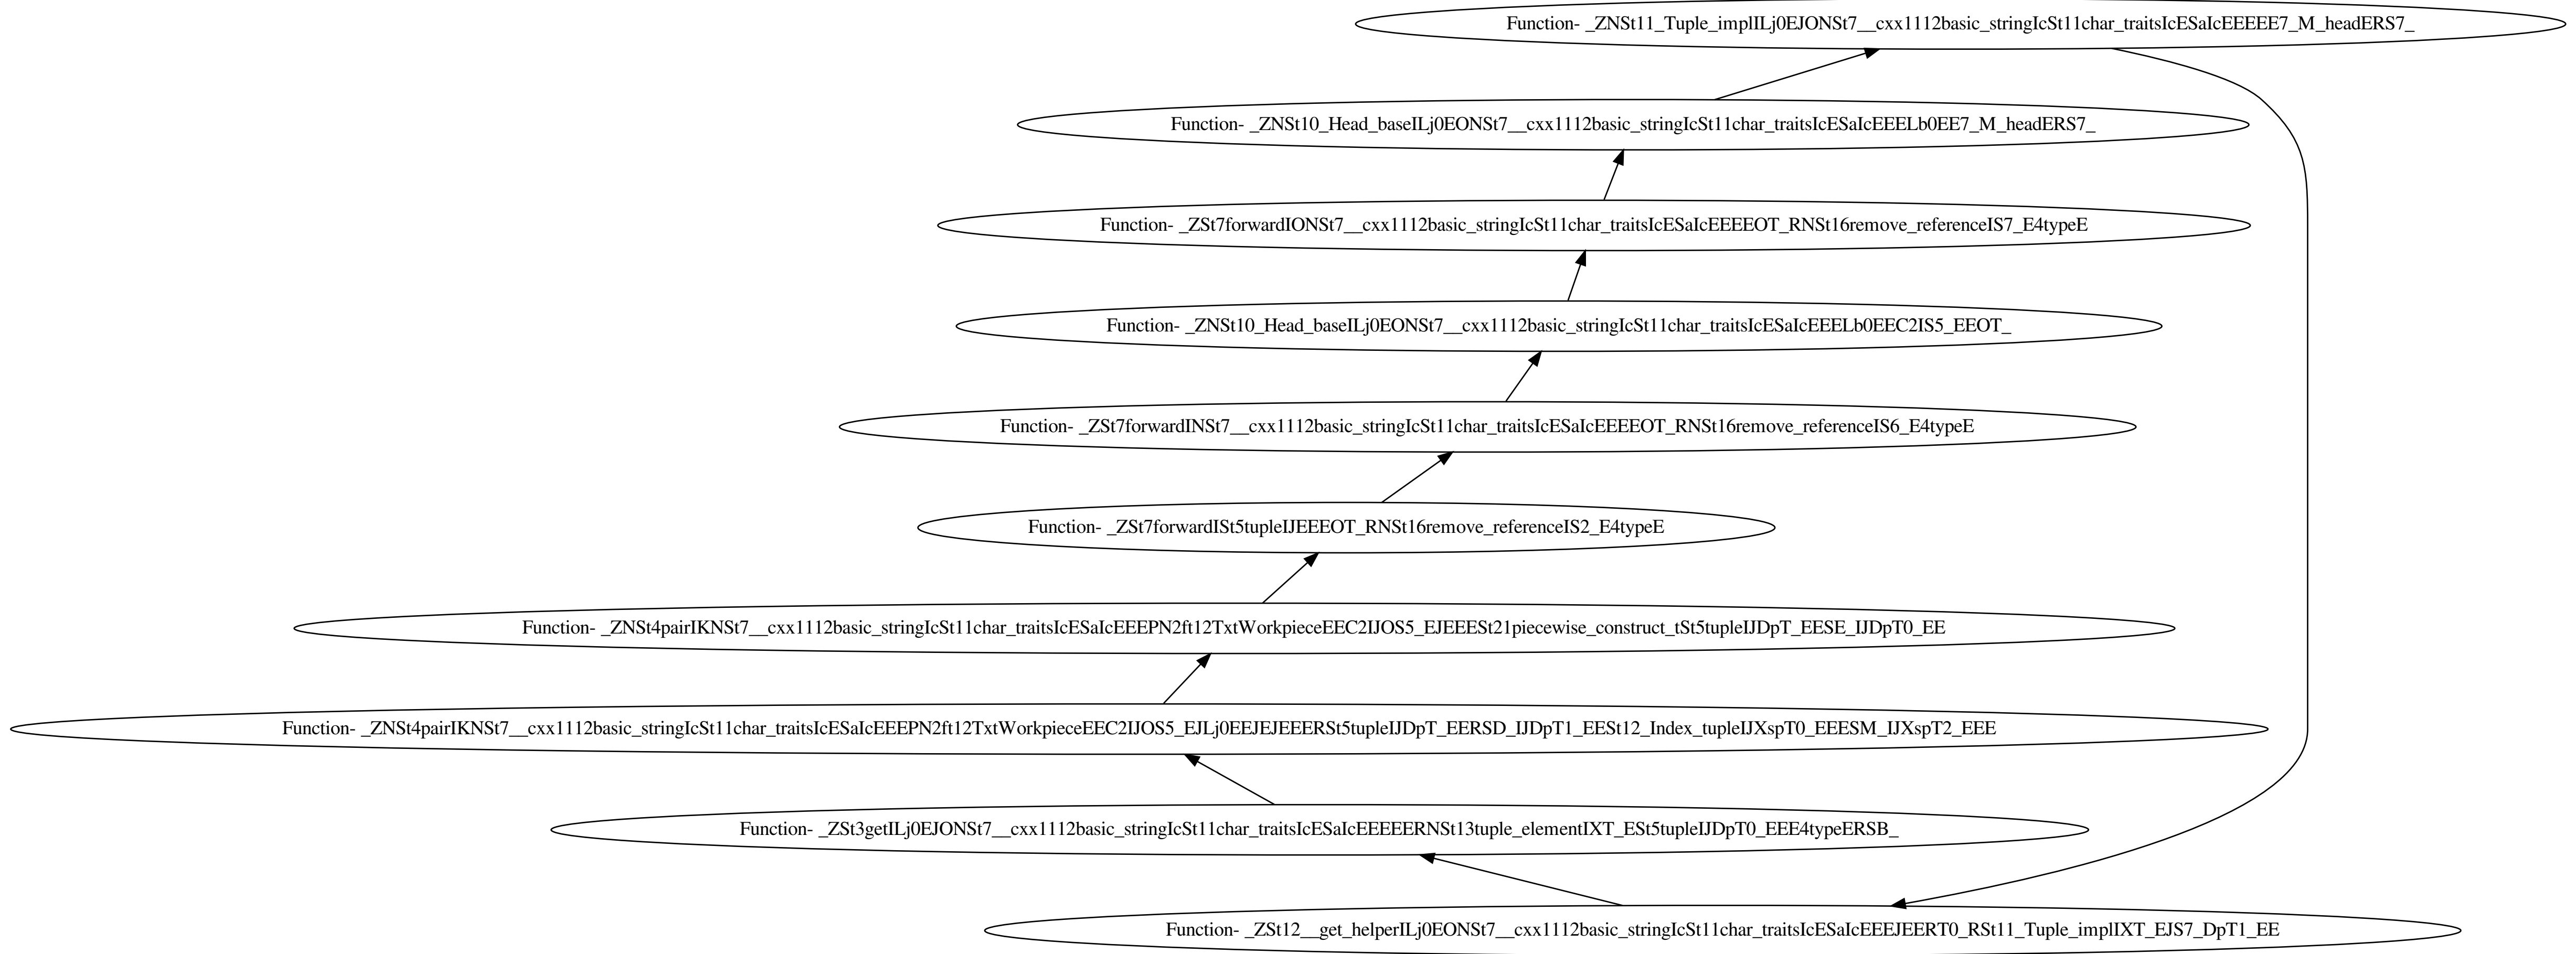 Function- _ZNSt11_Tuple_implILj0EJONSt7__cxx1112basic_stringIcSt11char_traitsIcESaIcEEEEE7_M_headERS7_
Function- _ZNSt10_Head_baseILj0EONSt7__cxx1112basic_stringIcSt11char_traitsIcESaIcEEELb0EE7_M_headERS7_
Function- _ZSt7forwardIONSt7__cxx1112basic_stringIcSt11char_traitsIcESaIcEEEEOT_RNSt16remove_referenceIS7_E4typeE
Function- _ZNSt10_Head_baseILj0EONSt7__cxx1112basic_stringIcSt11char_traitsIcESaIcEEELb0EEC2IS5_EEOT_
Function- _ZSt7forwardINSt7__cxx1112basic_stringIcSt11char_traitsIcESaIcEEEEOT_RNSt16remove_referenceIS6_E4typeE
Function- _ZSt7forwardISt5tupleIJEEEOT_RNSt16remove_referenceIS2_E4typeE
Function- _ZNSt4pairIKNSt7__cxx1112basic_stringIcSt11char_traitsIcESaIcEEEPN2ft12TxtWorkpieceEEC2IJOS5_EJEEESt21piecewise_construct_tSt5tupleIJDpT_EESE_IJDpT0_EE
Function- _ZNSt4pairIKNSt7__cxx1112basic_stringIcSt11char_traitsIcESaIcEEEPN2ft12TxtWorkpieceEEC2IJOS5_EJLj0EEJEJEEERSt5tupleIJDpT_EERSD_IJDpT1_EESt12_Index_tupleIJXspT0_EEESM_IJXspT2_EEE
Function- _ZSt3getILj0EJONSt7__cxx1112basic_stringIcSt11char_traitsIcESaIcEEEEERNSt13tuple_elementIXT_ESt5tupleIJDpT0_EEE4typeERSB_
Function- _ZSt12__get_helperILj0EONSt7__cxx1112basic_stringIcSt11char_traitsIcESaIcEEEJEERT0_RSt11_Tuple_implIXT_EJS7_DpT1_EE